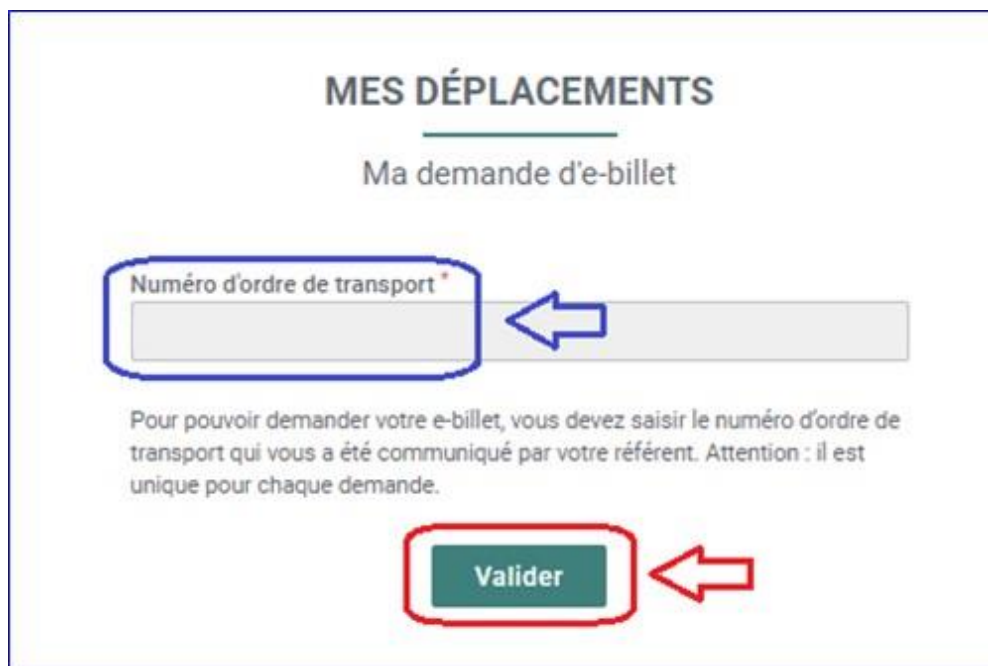 MES DÉPLACEMENTS
Ma demande d'e-billet
Numéro d'ordre de transport *
Pour pouvoir demander votre e-billet, vous devez saisir le numéro d'ordre de
transport qui vous a été communiqué par votre référent. Attention : il est
unique pour chaque demande.
Valider